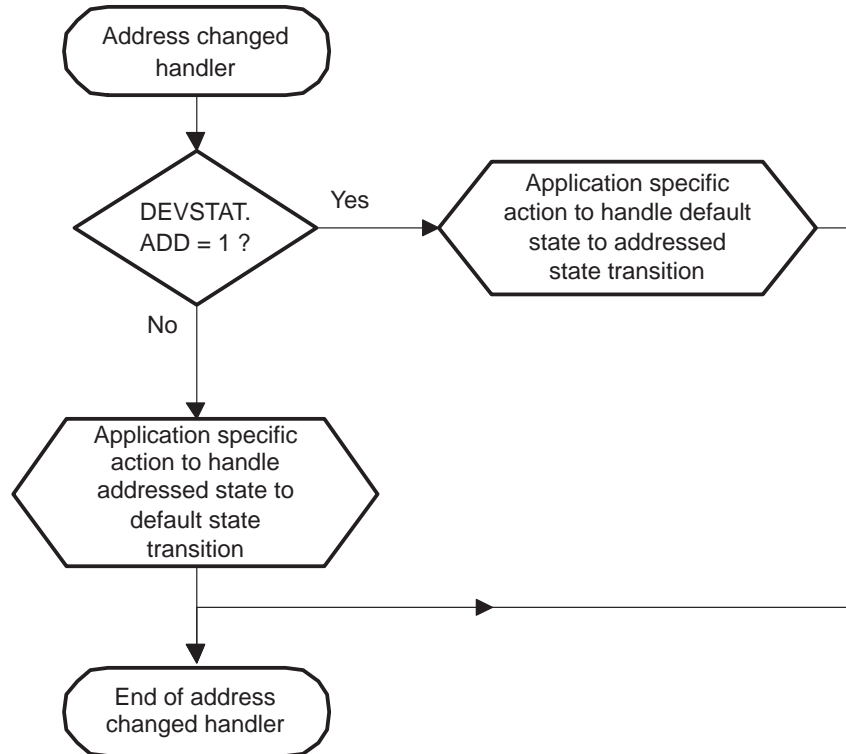 Address changed
handler
DEVSTAT.
ADD = 1 ?
Yes
Application specific
action to handle default
state to addressed
state transition
No
Application specific
action to handle
addressed state to
default state
transition
End of address
changed handler